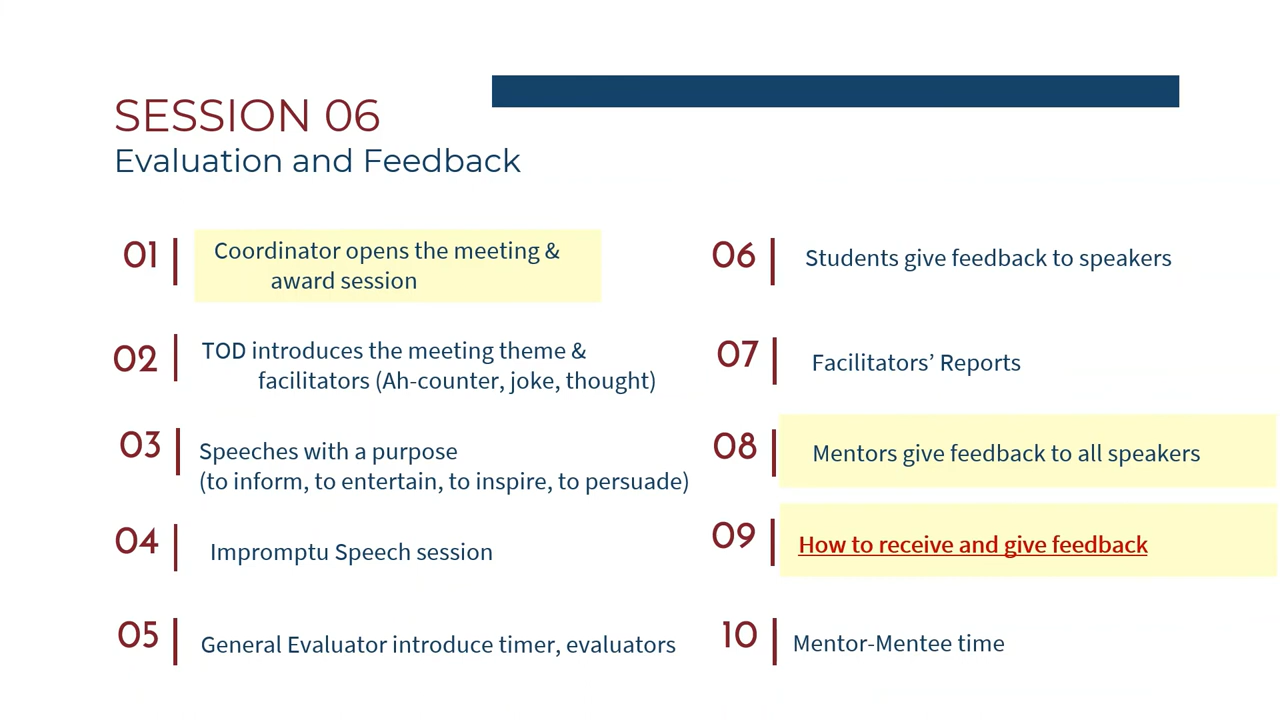 SESSION 06
Evaluation and Feedback
01
Coordinator opens the meeting &
award session
02
TOD introduces the meeting theme &
facilitators (Ah-counter, joke, thought)
03
Speeches with a purpose
(to inform, to entertain, to inspire, to persuade)
04
Impromptu Speech session
05
General Evaluator introduce timer, evaluators
06
Students give feedback to speakers
07
Facilitators’ Reports
08
Mentors give feedback to all speakers
09
How to receive and give feedback
10
Mentor-Mentee time